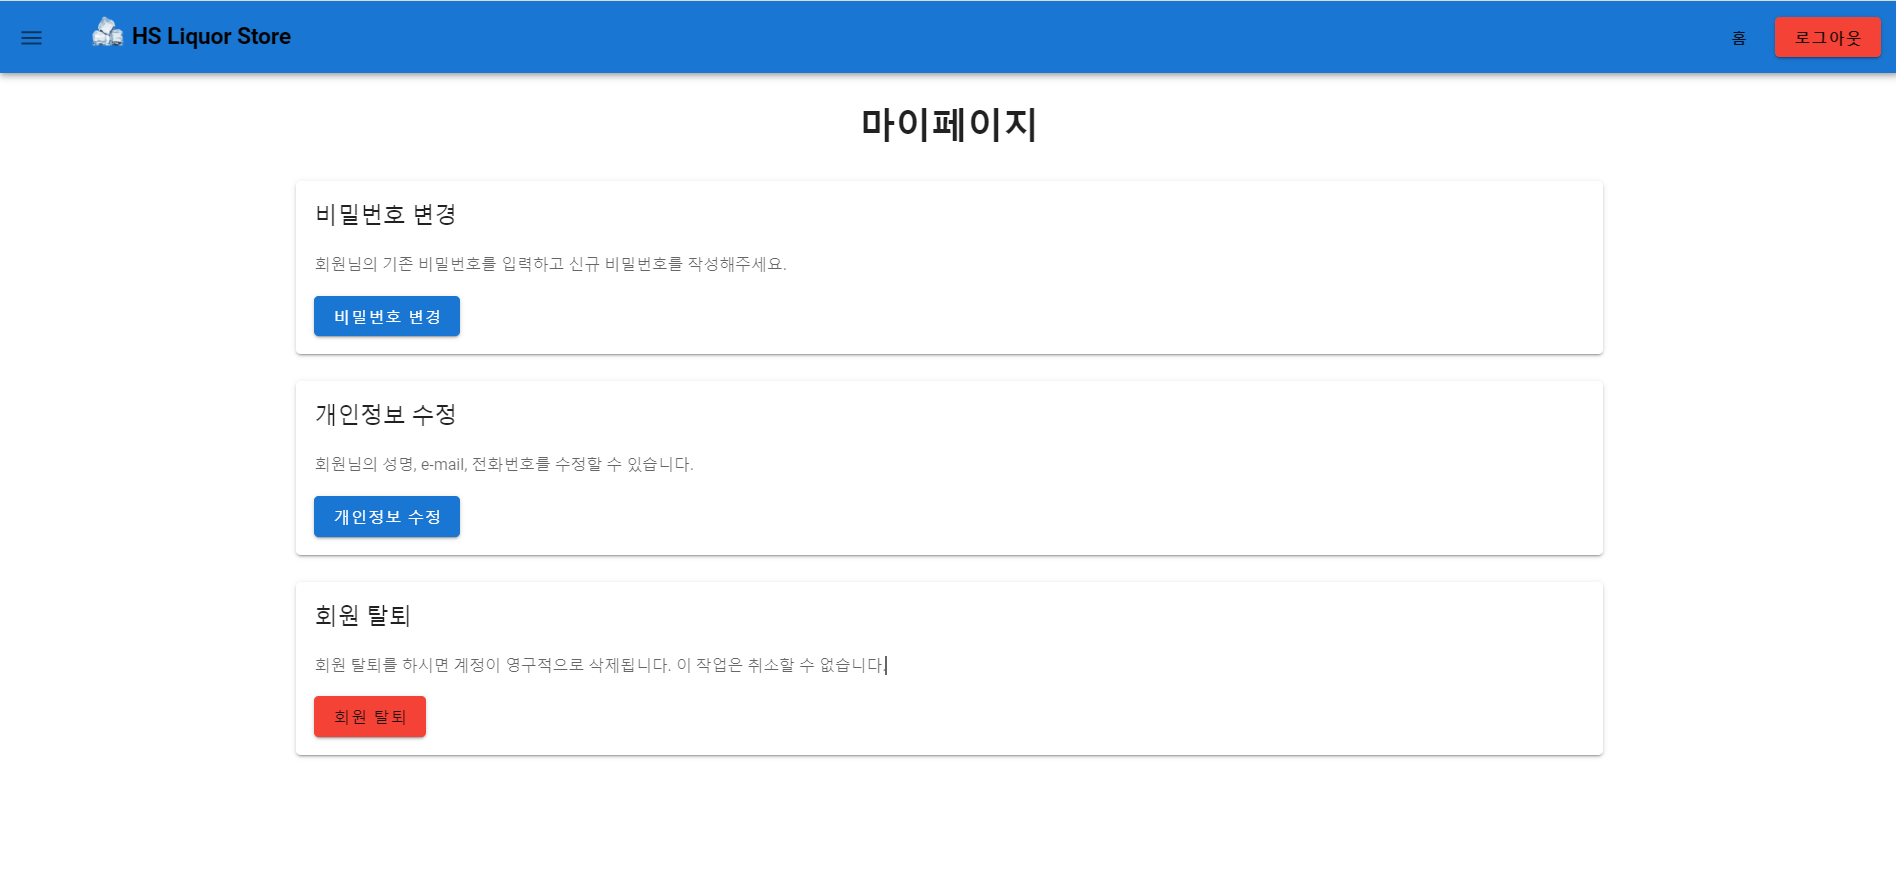 HS Liquor Store
홈
로그아웃
마이페이지
비밀번호 변경
회원님의 기존 비밀번호를 입력하고 신규 비밀번호를 작성해주세요.
비밀번호 변경
개인정보 수정
회원님의 성명, e-mail, 전화번호를 수정할 수 있습니다.
개인정보 수정
회원 탈퇴
회원 탈퇴를 하시면 계정이 영구적으로 삭제됩니다. 이 작업은 취소할 수 없습니다.
회원 탈퇴